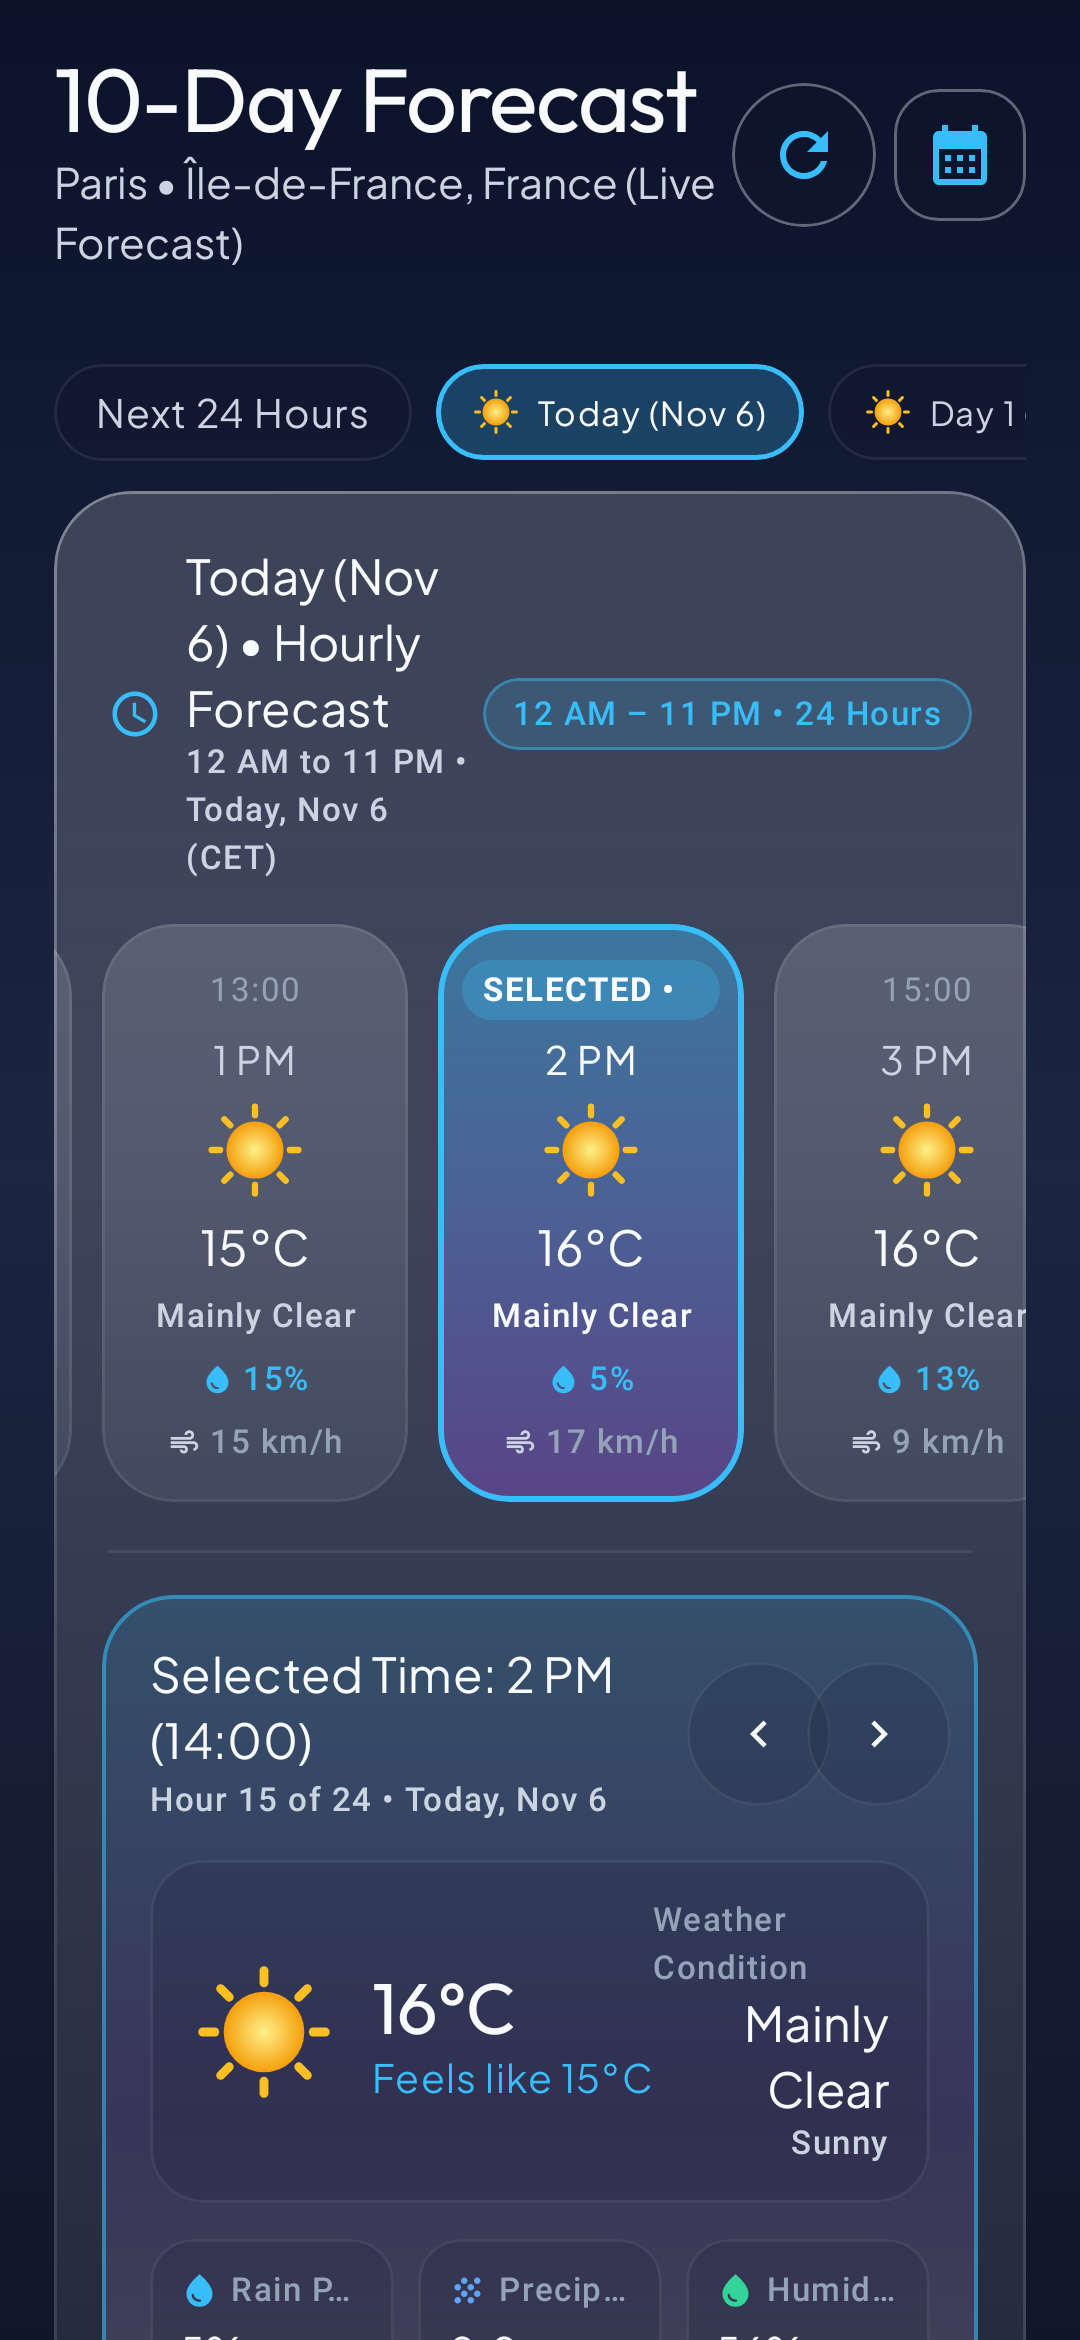 10-Day Forecast
Paris • Île-de-France, France (Live
Forecast)
Next 24 Hours
Today (Nov 6)
Day 1
Today (Nov
6) • Hourly
Forecast
12 AM to 11 PM •
Today, Nov 6
(CET)
12 AM – 11 PM • 24 Hours
13:00
1 PM
15°C
Mainly Clear
15%
15 km/h
SELECTED •
2 PM
16°C
Mainly Clear
5%
17 km/h
15:00
3 PM
16°C
Mainly Clear
13%
9 km/h
Selected Time: 2 PM
(14:00)
Hour 15 of 24 • Today, Nov 6
16°C
Feels like 15°C
Weather
Condition
Mainly
Clear
Sunny
Rain P...
Precip...
Humid...